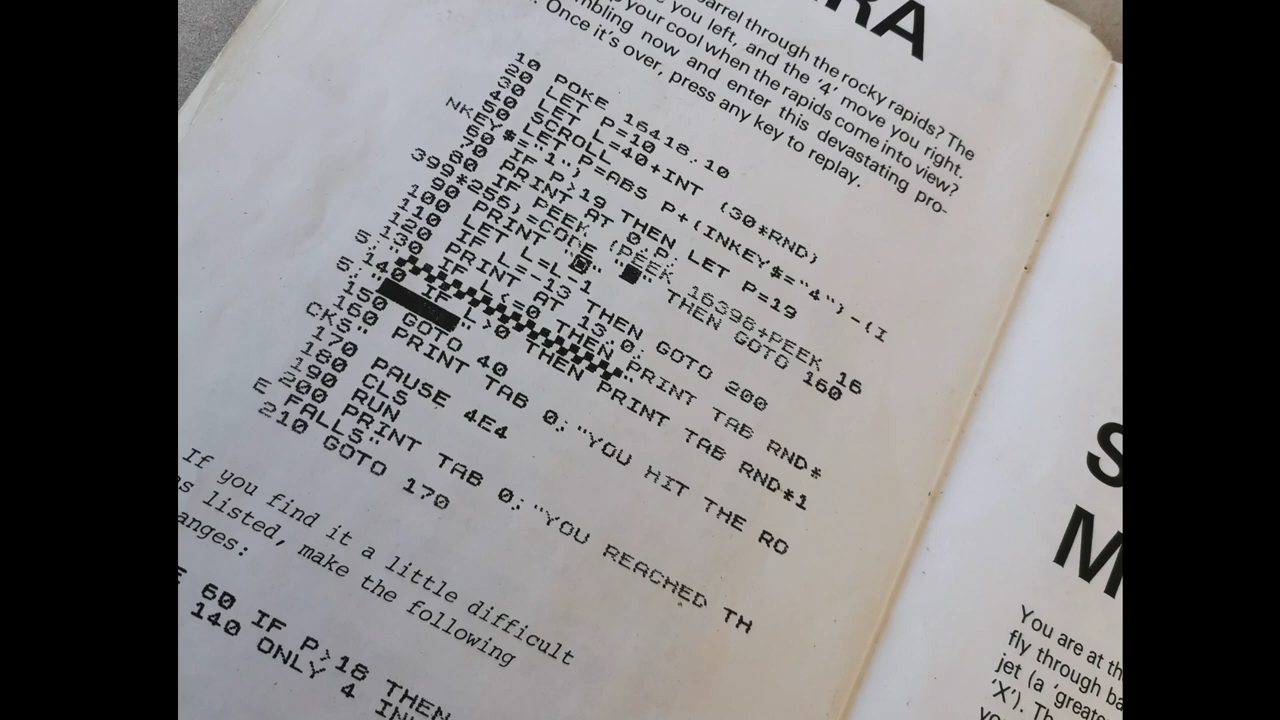 RA
barrel through the rocky rapids? The
e you left, and the '4' move you right.
your cool when the rapids come into view?
mbling now and enter this devastating pro-
Once it's over, press any key to replay.
10 POKE 16418,10
20 LET P=10
30 LET L=40+INT (30*RND)
40 SCROLL
50 LET P=ABS P+(INKEY$="4")-(I
NKEY$="1")
60 IF P>19 THEN LET P=19
70 PRINT AT 0,P;
80 IF PEEK (PEEK 16398+PEEK 16
399*256)=CODE "■" THEN GOTO 160
90 PRINT "0"
100 LET L=L-1
110 IF L=-13 THEN GOTO 200
120 PRINT AT 13,0;
130 IF L<=0 THEN PRINT TAB RND*
5;" "
140 IF L>0 THEN PRINT TAB RND*1
5;" "
150 GOTO 40
160 PRINT TAB 0;"YOU HIT THE RO
CKS"
170 PAUSE 4E4
180 CLS
190 RUN
200 PRINT TAB 0;"YOU REACHED TH
E FALLS"
210 GOTO 170
If you find it a little difficult
as listed, make the following
anges:
E 60 IF P>18 THEN
140 ONLY 4
IN
S
M
You are at th
fly through ba
jet (a 'greate
'X'). Th